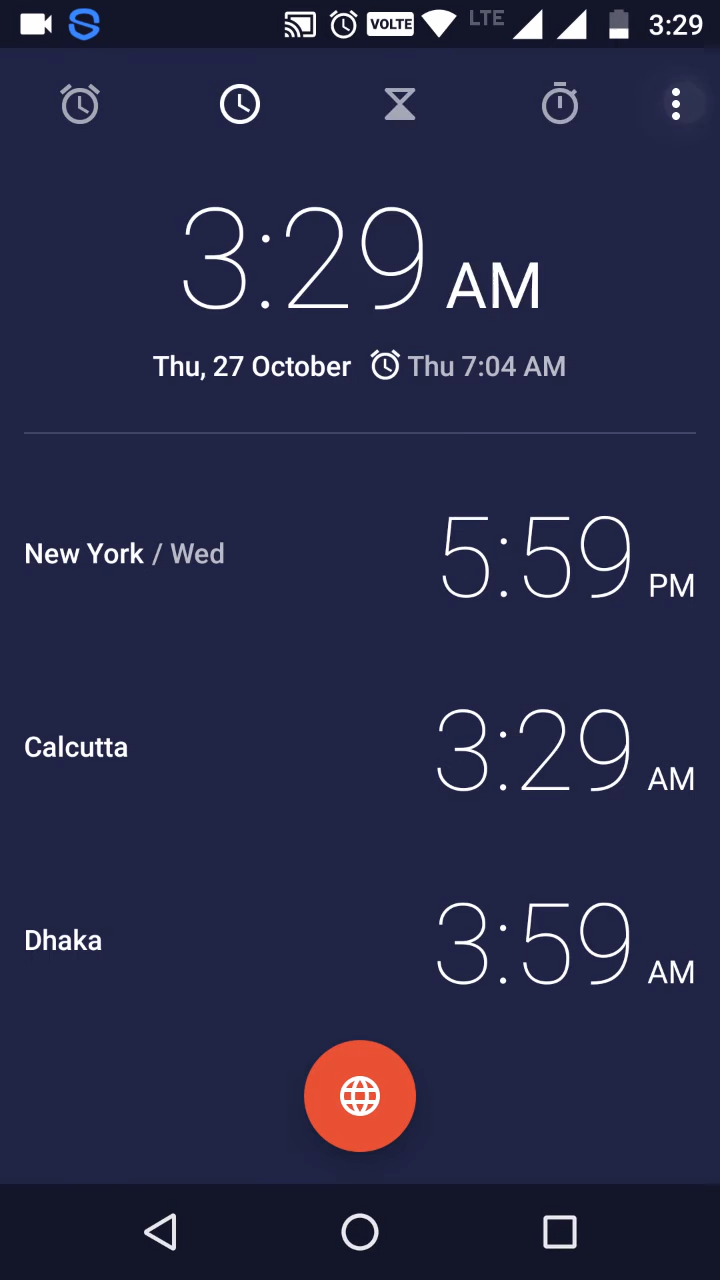 VOLTE LTE 3:29
3:29 AM
Thu, 27 October Thu 7:04 AM
New York / Wed 5:59 PM
Calcutta 3:29 AM
Dhaka 3:59 AM